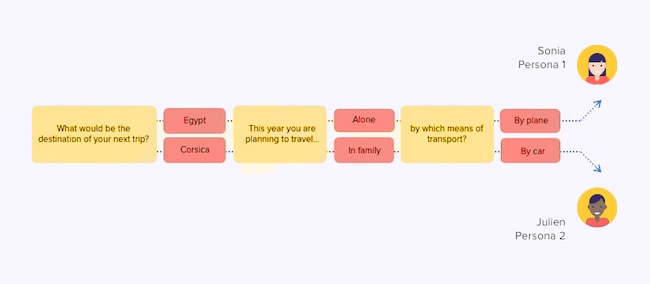 Sonia
Persona 1
What would be the
destination of your next trip?
Egypt
Corsica
This year you are
planning to travel...
Alone
In family
by which means of
transport?
By plane
By car
Julien
Persona 2